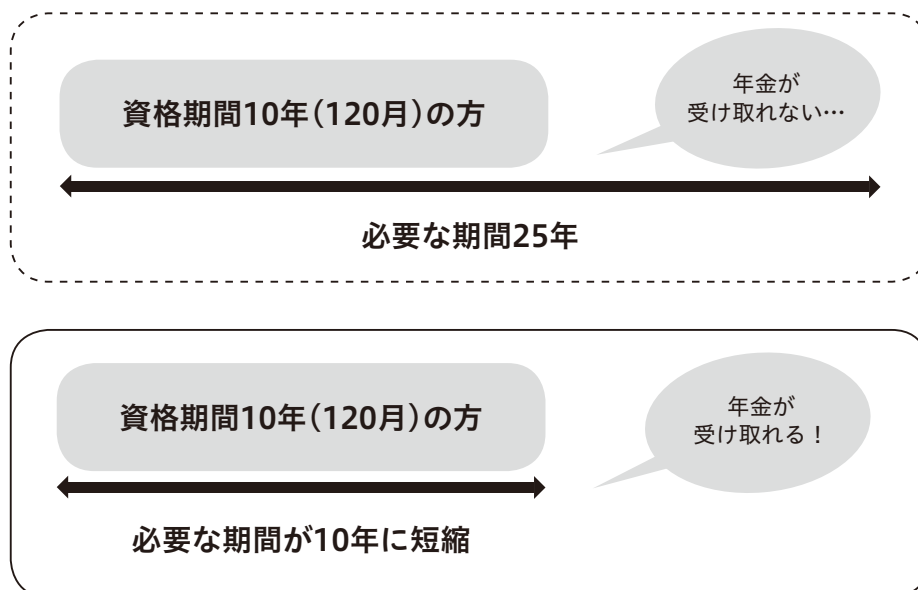 資格期間10年（120月）の方
年金が
受け取れない…
必要な期間25年
資格期間10年（120月）の方
年金が
受け取れる！
必要な期間が10年に短縮